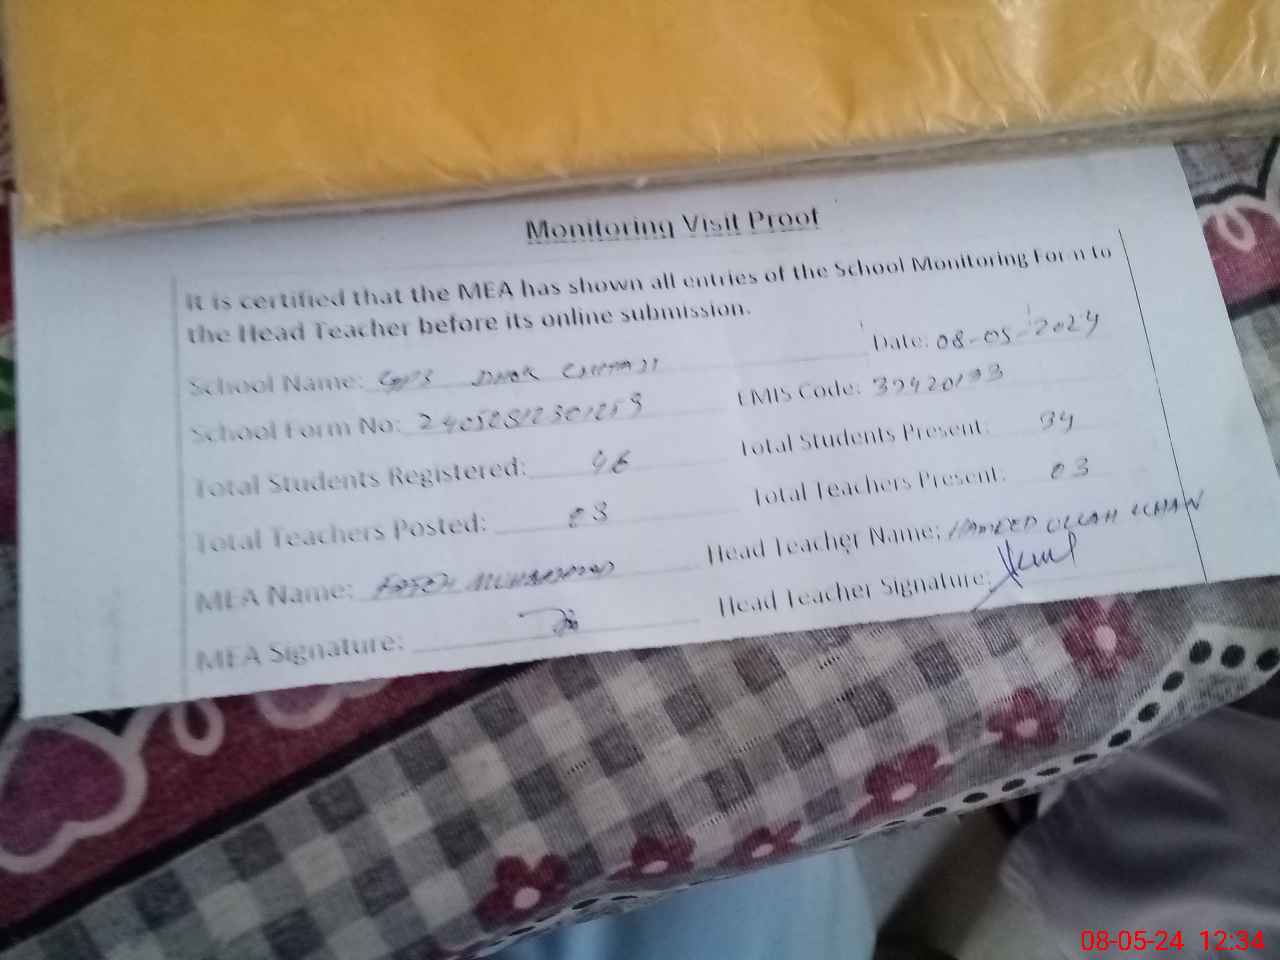 Monitoring Visit Proof
It is certified that the MEA has shown all entries of the School Monitoring Form to
the Head Teacher before its online submission.
School Name: DHOK Date: 08-05-2024
School Form No: EMIS Code: 39420193
Total Students Registered: 46 Total Students Present: 34
Total Teachers Posted: 03 Total Teachers Present: 03
MEA Name: MUHAMMAD Head Teacher Name: HAMEED ULLAH KHAN
MEA Signature: Head Teacher Signature:
08-05-24 12:34